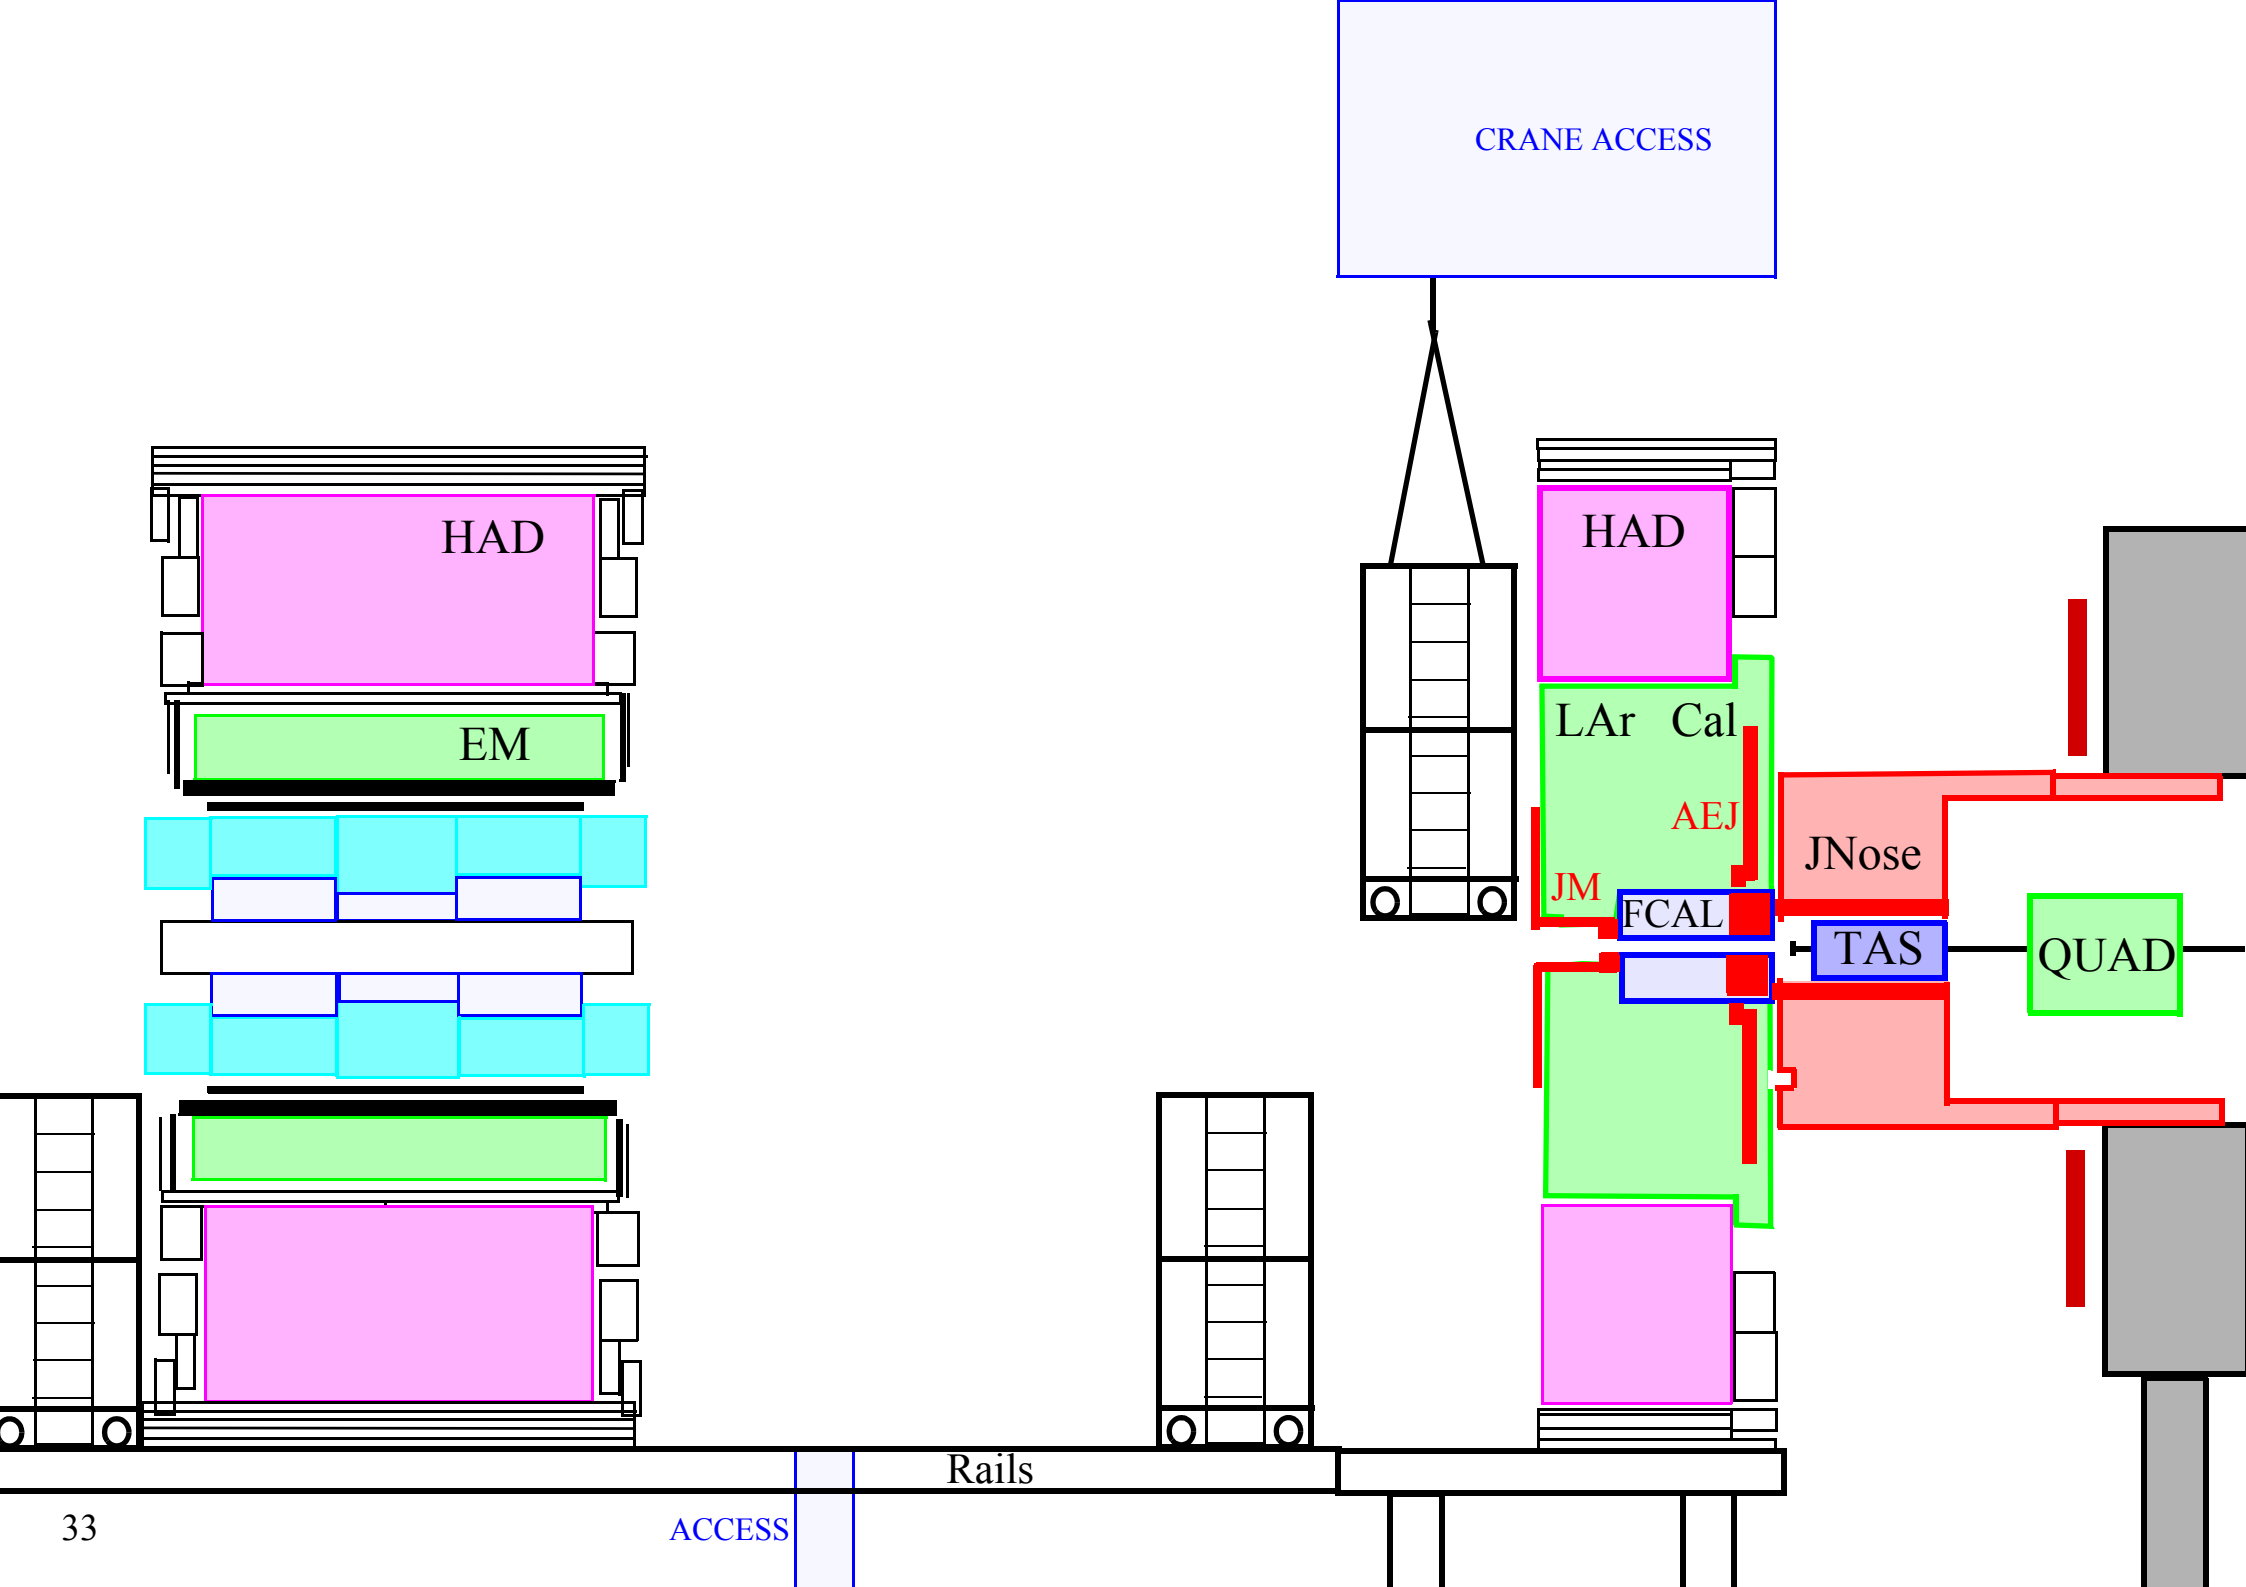 CRANE ACCESS
HAD
HAD
EM
LAr Cal
AEJ
JNose
JM
FCAL
TAS
QUAD
Rails
33
ACCESS